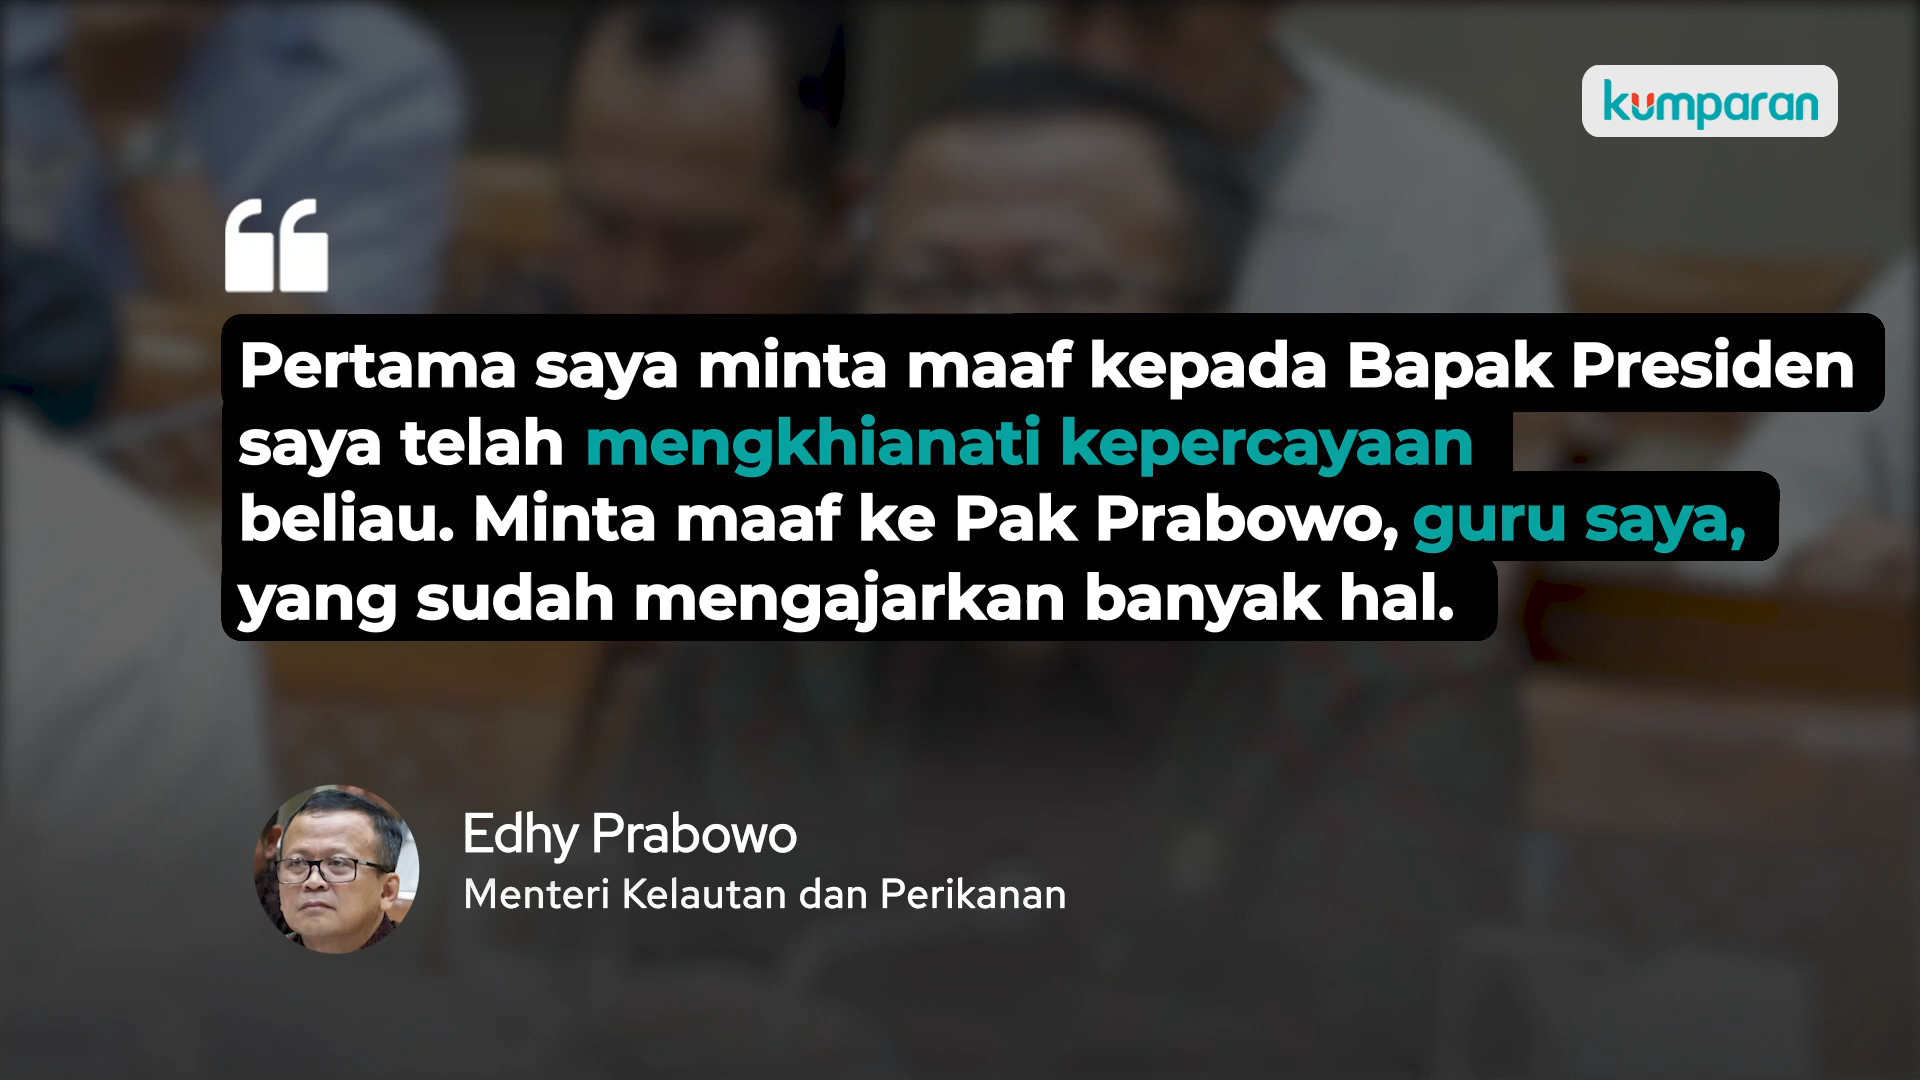 kumparan
Pertama saya minta maaf kepada Bapak Presiden
saya telah mengkhianati kepercayaan
beliau. Minta maaf ke Pak Prabowo, guru saya,
yang sudah mengajarkan banyak hal.
Edhy Prabowo
Menteri Kelautan dan Perikanan